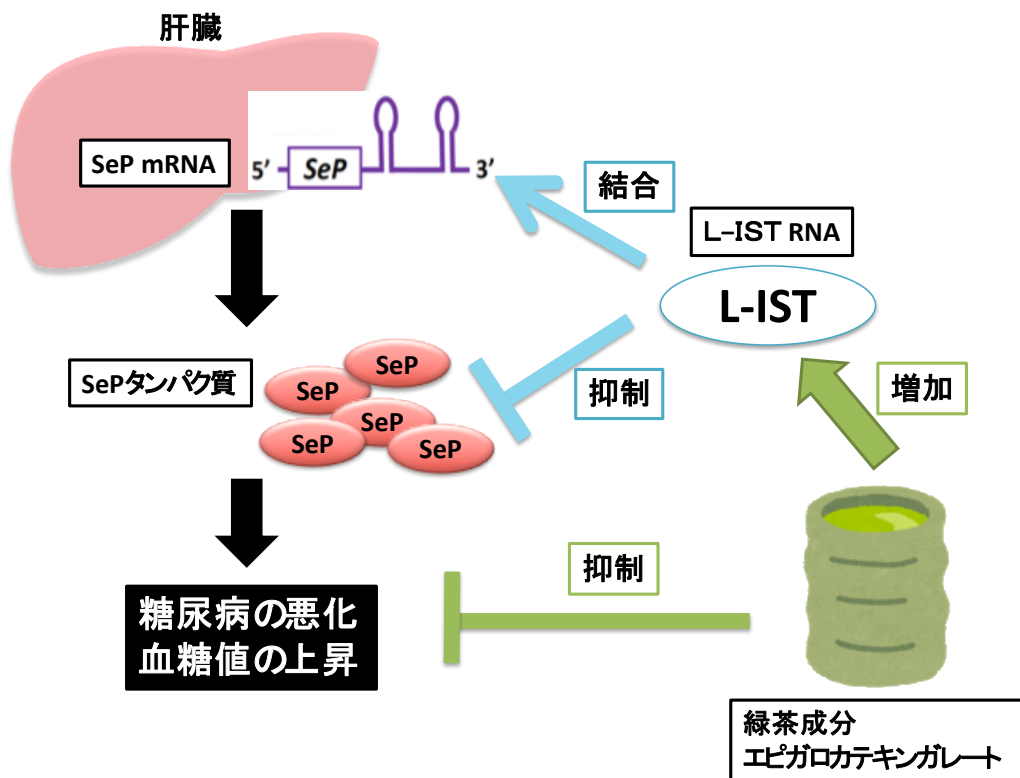 肝臓
SeP mRNA
5’
SeP
3’
結合
L-IST RNA
L-IST
SePタンパク質
SeP
SeP
SeP
SeP
SeP
抑制
増加
抑制
糖尿病の悪化
血糖値の上昇
緑茶成分
エピガロカテキンガレート